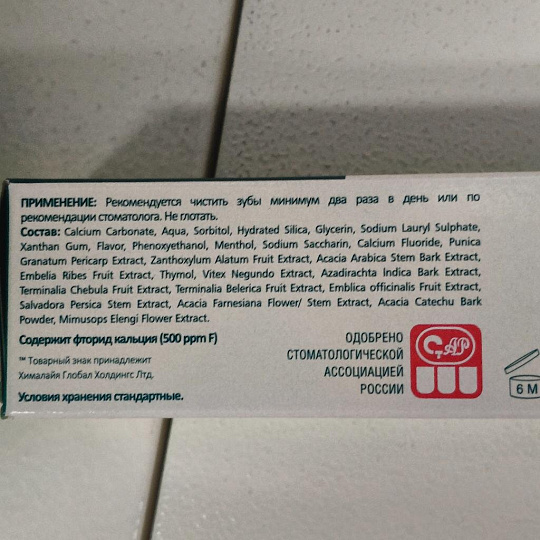 ПРИМЕНЕНИЕ: Рекомендуется чистить зубы минимум два раза в день или по
рекомендации стоматолога. Не глотать.
Состав: Calcium Carbonate, Aqua, Sorbitol, Hydrated Silica, Glycerin, Sodium Lauryl Sulphate,
Xanthan Gum, Flavor, Phenoxyethanol, Menthol, Sodium Saccharin, Calcium Fluoride, Punica
Granatum Pericarp Extract, Zanthoxylum Alatum Fruit Extract, Acacia Arabica Stem Bark Extract,
Embelia Ribes Fruit Extract, Thymol, Vitex Negundo Extract, Azadirachta Indica Bark Extract,
Terminalia Chebula Fruit Extract, Terminalia Belerica Fruit Extract, Emblica officinalis Fruit Extract,
Salvadora Persica Stem Extract, Acacia Farnesiana Flower/ Stem Extract, Acacia Catechu Bark
Powder, Mimusops Elengi Flower Extract.
Содержит фторид кальция (500 ppm F)
™ Товарный знак принадлежит
Хималайя Глобал Холдингс Лтд.
Условия хранения стандартные.
ОДОБРЕНО
СТОМАТОЛОГИЧЕСКОЙ
АССОЦИАЦИЕЙ
РОССИИ
СтАР
6 M